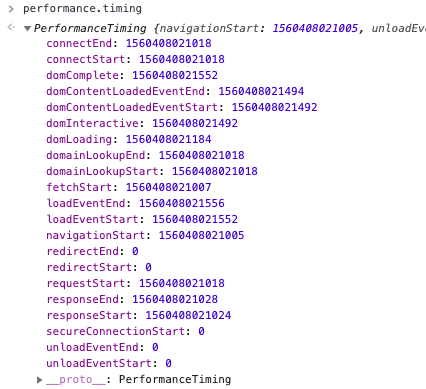 > performance.timing
PerformanceTiming {navigationStart: 1560408021005, unloadEv
connectEnd: 1560408021018
connectStart: 1560408021018
domComplete: 1560408021552
domContentLoadedEventEnd: 1560408021494
domContentLoadedEventStart: 1560408021492
domInteractive: 1560408021492
domLoading: 1560408021184
domainLookupEnd: 1560408021018
domainLookupStart: 1560408021018
fetchStart: 1560408021007
loadEventEnd: 1560408021556
loadEventStart: 1560408021552
navigationStart: 1560408021005
redirectEnd: 0
redirectStart: 0
requestStart: 1560408021018
responseEnd: 1560408021028
responseStart: 1560408021024
secureConnectionStart: 0
unloadEventEnd: 0
unloadEventStart: 0
__proto__: PerformanceTiming